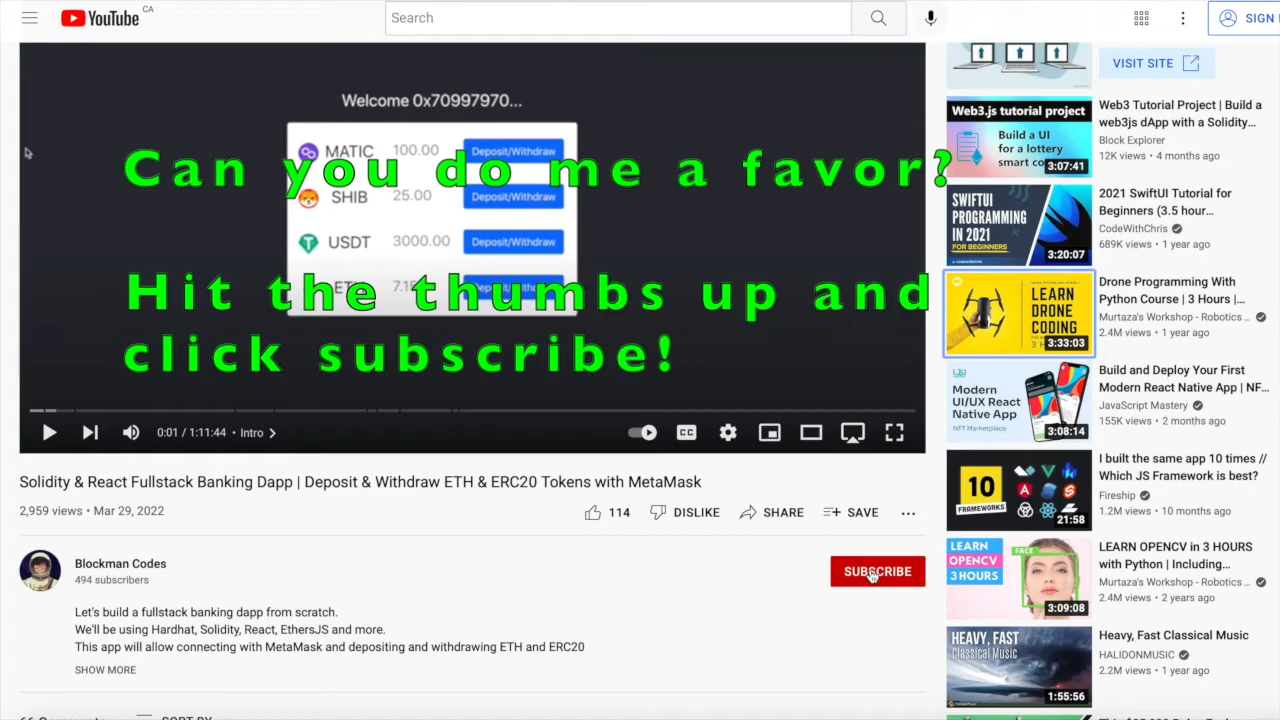 YouTube CA
Search
SIGN
Welcome 0x70997970...
MATIC 100.00 Deposit/Withdraw
SHIB 25.00 Deposit/Withdraw
USDT 3000.00 Deposit/Withdraw
Can you do me a favor?
Hit the thumbs up and
click subscribe!
0:01 / 1:11:44 • Intro
CC
Solidity & React Fullstack Banking Dapp | Deposit & Withdraw ETH & ERC20 Tokens with MetaMask
2,959 views • Mar 29, 2022
114 DISLIKE SHARE SAVE
Blockman Codes
494 subscribers
SUBSCRIBE
Let's build a fullstack banking dapp from scratch.
We'll be using Hardhat, Solidity, React, EthersJS and more.
This app will allow connecting with MetaMask and depositing and withdrawing ETH and ERC20
SHOW MORE
SORT BY
VISIT SITE
Web3.js tutorial project
Build a UI
for a lottery
smart co
3:07:41
Web3 Tutorial Project | Build a
web3js dApp with a Solidity...
Block Explorer
12K views • 4 months ago
SWIFTUI
PROGRAMMING
IN 2021
FOR BEGINNERS
codewithchris
3:20:07
2021 SwiftUI Tutorial for
Beginners (3.5 hour...
CodeWithChris
689K views • 1 year ago
LEARN
DRONE
CODING
3:33:03
Drone Programming With
Python Course | 3 Hours |...
Murtaza's Workshop - Robotics ...
2.4M views • 1 year ago
JSM
Modern
UI/UX React
Native App
NFT Marketplace
3:08:14
Build and Deploy Your First
Modern React Native App | NF...
JavaScript Mastery
155K views • 2 months ago
10
FRAMEWORKS
21:58
I built the same app 10 times //
Which JS Framework is best?
Fireship
1.2M views • 10 months ago
LEARN
OPENCV
3 HOURS
FACE
3:09:08
LEARN OPENCV in 3 HOURS
with Python | Including...
Murtaza's Workshop - Robotics ...
2.4M views • 2 years ago
HEAVY, FAST
Classical Music
1:55:56
Heavy, Fast Classical Music
HALIDONMUSIC
2.2M views • 1 year ago